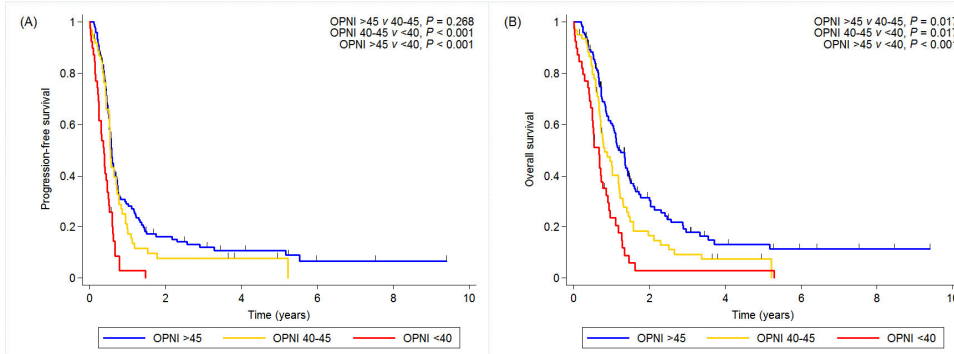 (A)
OPNI >45 v 40-45, P = 0.268
OPNI 40-45 v <40, P < 0.001
OPNI >45 v <40, P < 0.001
Progression-free survival
1
0.8
0.6
0.4
0.2
0
0 2 4 6 8 10
Time (years)
OPNI >45 OPNI 40-45 OPNI <40
(B)
OPNI >45 v 40-45, P = 0.017
OPNI 40-45 v <40, P = 0.017
OPNI >45 v <40, P < 0.001
Overall survival
1
0.8
0.6
0.4
0.2
0
0 2 4 6 8 10
Time (years)
OPNI >45 OPNI 40-45 OPNI <40